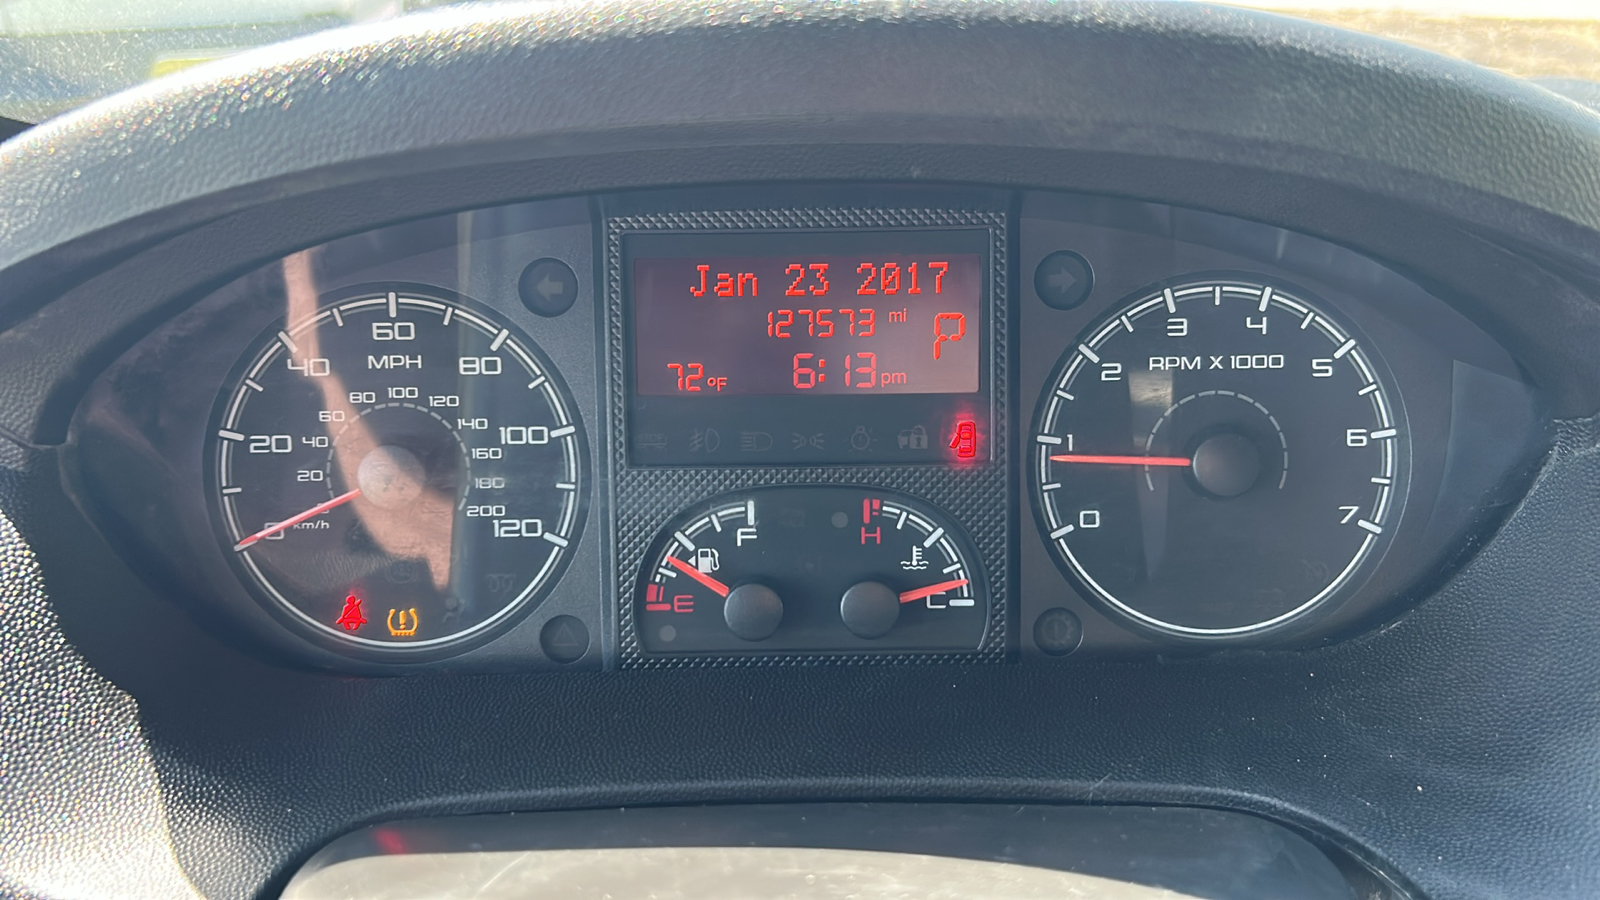 Jan 23 2017
127573 mi
P
72°F 6:13 pm
MPH
0 20 40 60 80 100 120
20 40 60 80 100 120 140 160 180 200
km/h
RPM X 1000
0 1 2 3 4 5 6 7
E F
H C